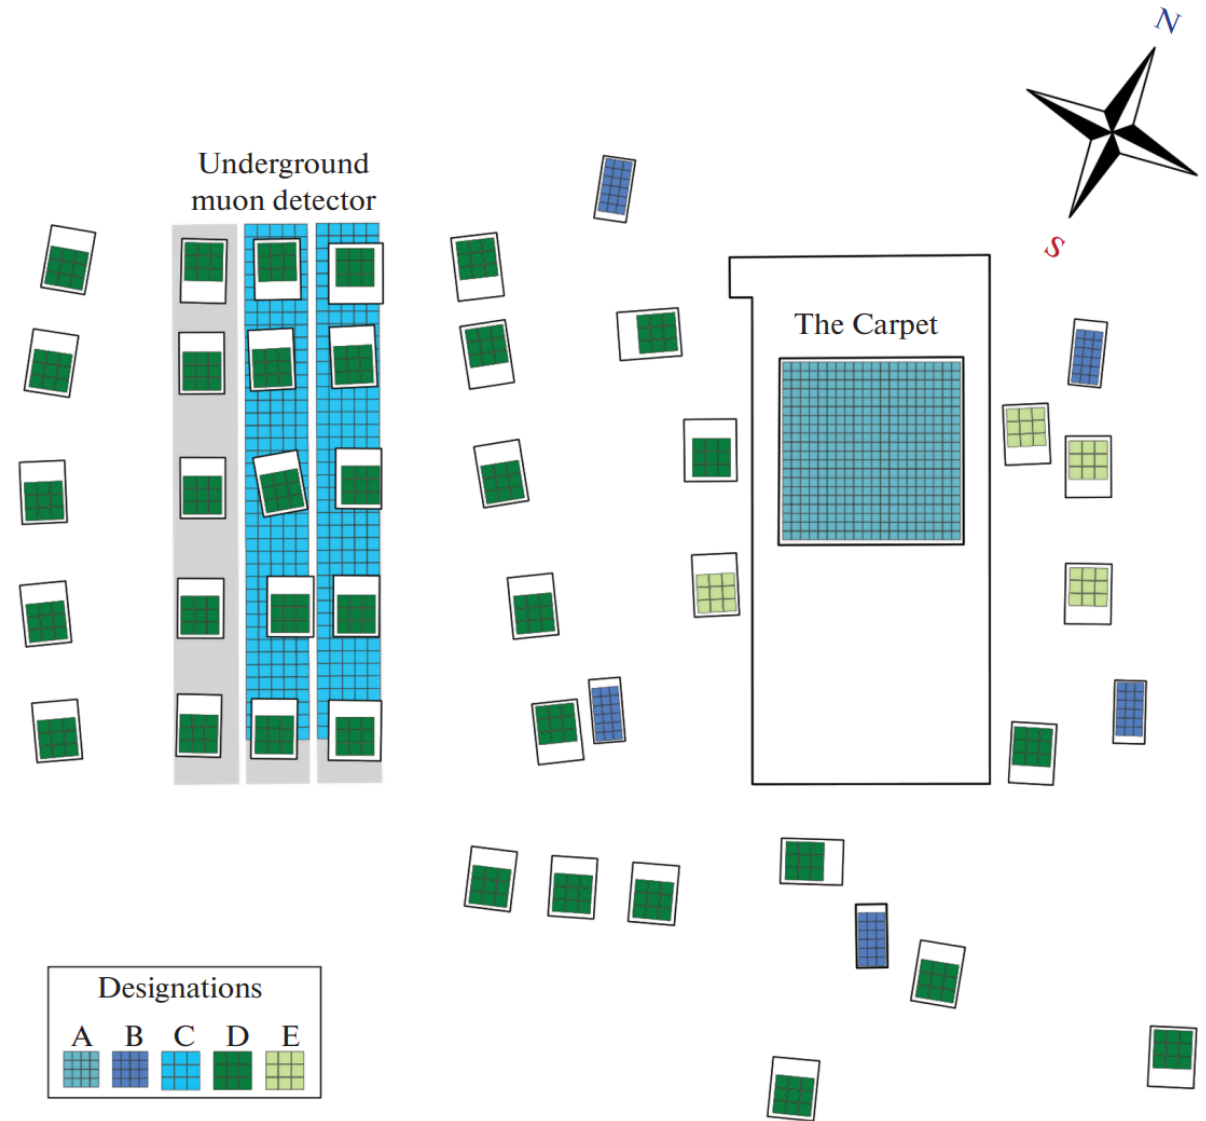 N
Underground
muon detector
S
The Carpet
Designations
A B C D E